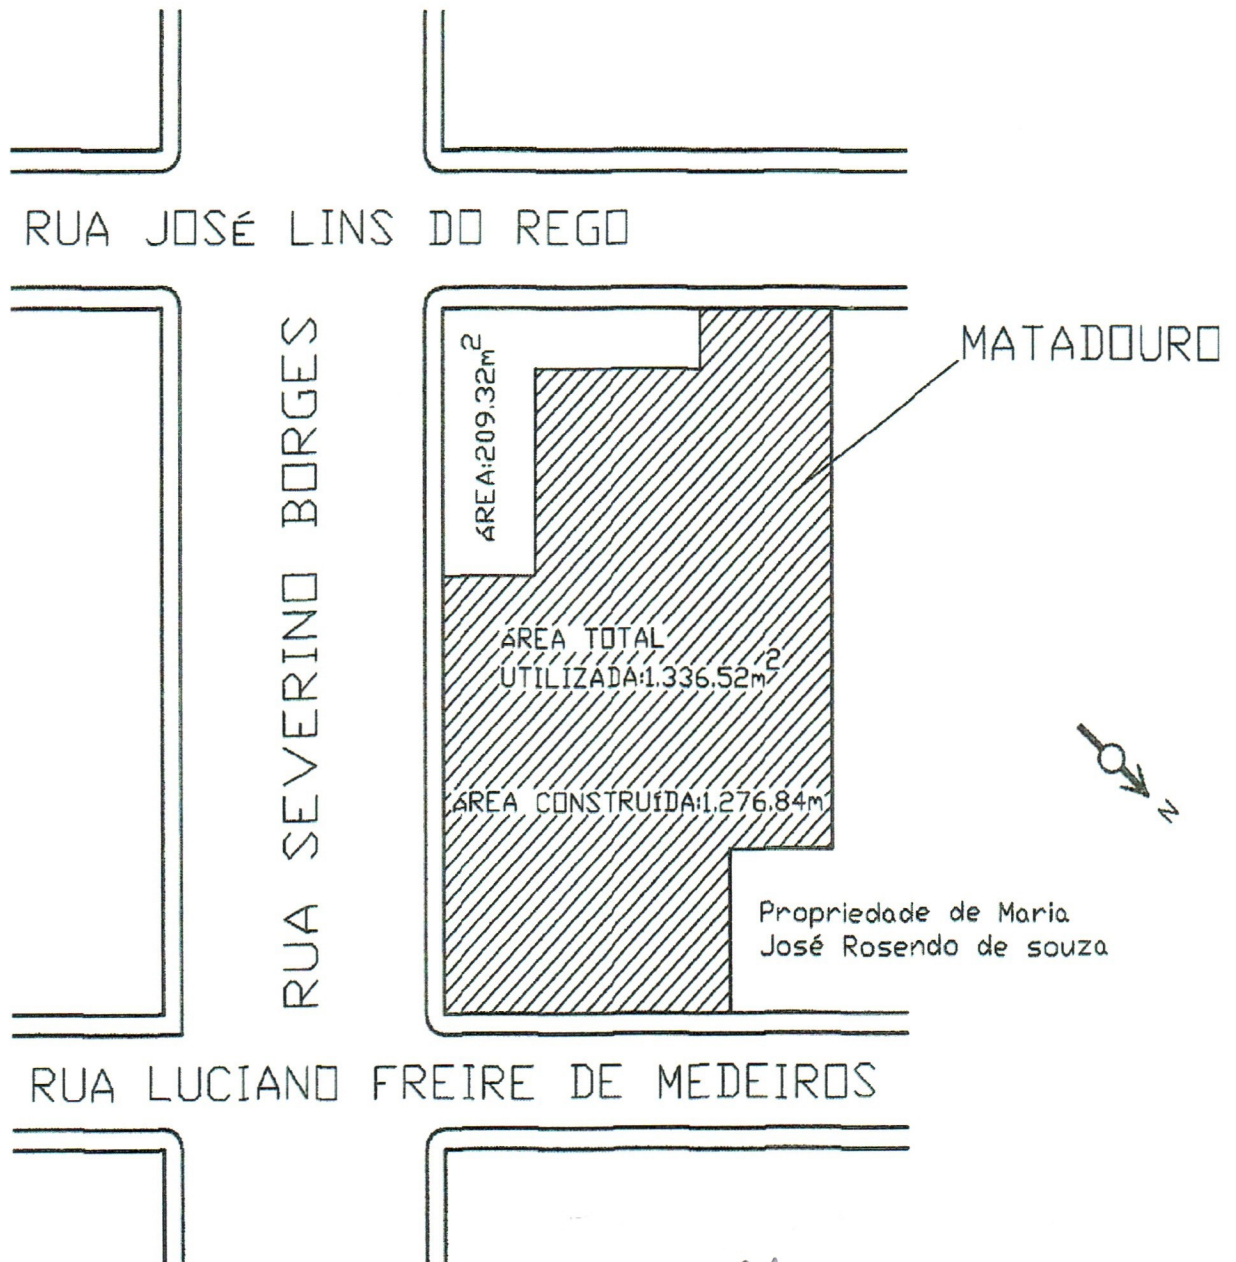 RUA JOSÉ LINS DO REGO
MATADOURO
RUA SEVERINO BORGES
ÁREA:209.32m²
ÁREA TOTAL
UTILIZADA:1.336.52m²
ÁREA CONSTRUÍDA:1.276.84m
N
Propriedade de Maria
José Rosendo de souza
RUA LUCIANO FREIRE DE MEDEIROS